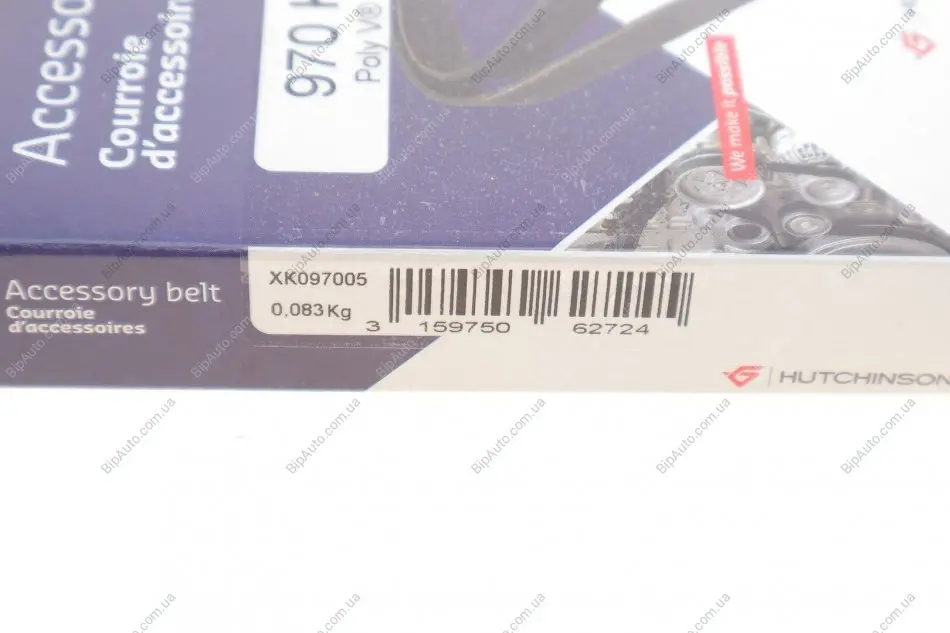 Accesso
Courroie
d'accessoir
970
Poly V®
We make it possible
Accessory belt
Courroie
d'accessoires
XK097005
0,083 Kg
3 159750 62724
HUTCHINSON
BipAuto.com.ua